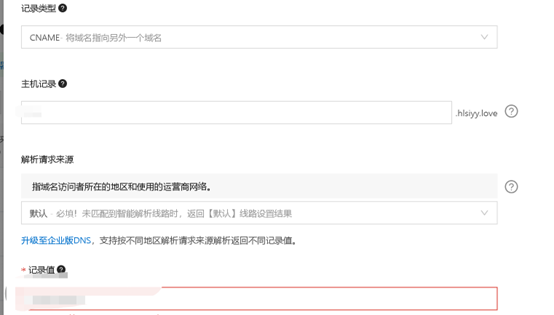 记录类型
CNAME- 将域名指向另外一个域名
主机记录
.hlsiyy.love
解析请求来源
指域名访问者所在的地区和使用的运营商网络。
默认 - 必填！未匹配到智能解析线路时，返回【默认】线路设置结果
升级至企业版DNS，支持按不同地区解析请求来源解析返回不同记录值。
* 记录值